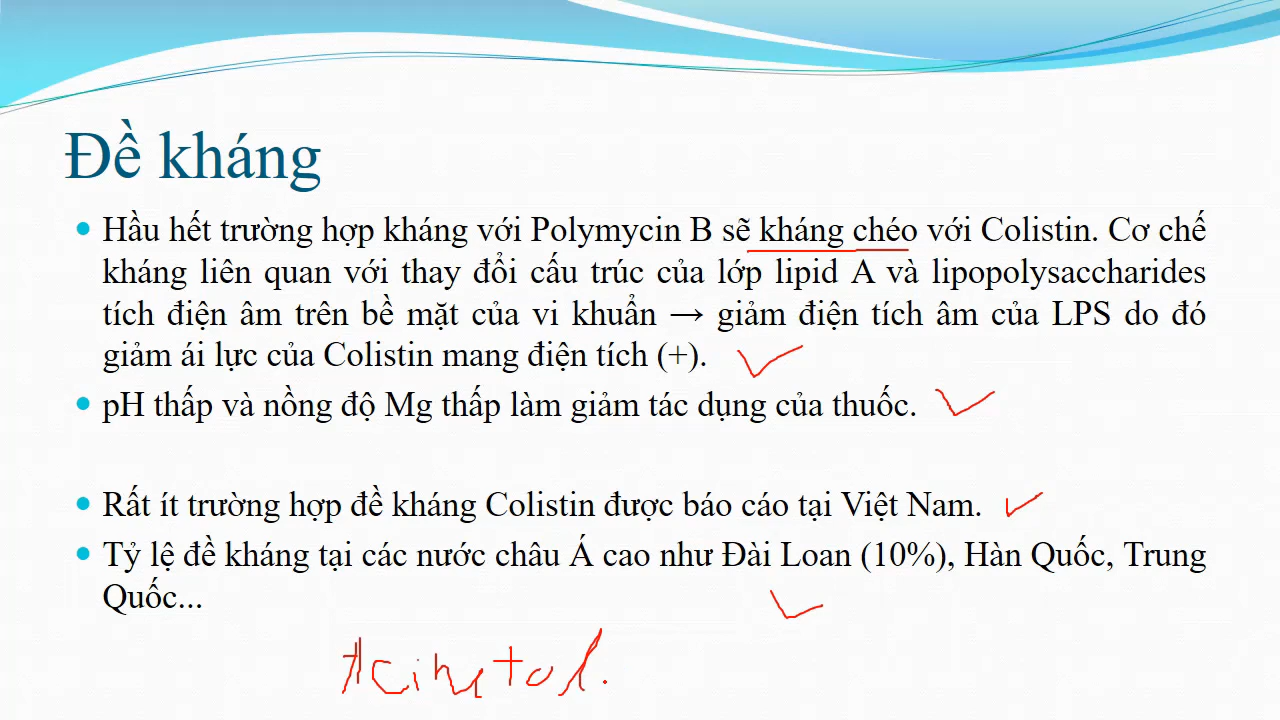 Đề kháng
Hầu hết trường hợp kháng với Polymycin B sẽ kháng chéo với Colistin. Cơ chế
kháng liên quan với thay đổi cấu trúc của lớp lipid A và lipopolysaccharides
tích điện âm trên bề mặt của vi khuẩn → giảm điện tích âm của LPS do đó
giảm ái lực của Colistin mang điện tích (+).
pH thấp và nồng độ Mg thấp làm giảm tác dụng của thuốc.
Rất ít trường hợp đề kháng Colistin được báo cáo tại Việt Nam.
Tỷ lệ đề kháng tại các nước châu Á cao như Đài Loan (10%), Hàn Quốc, Trung
Quốc...